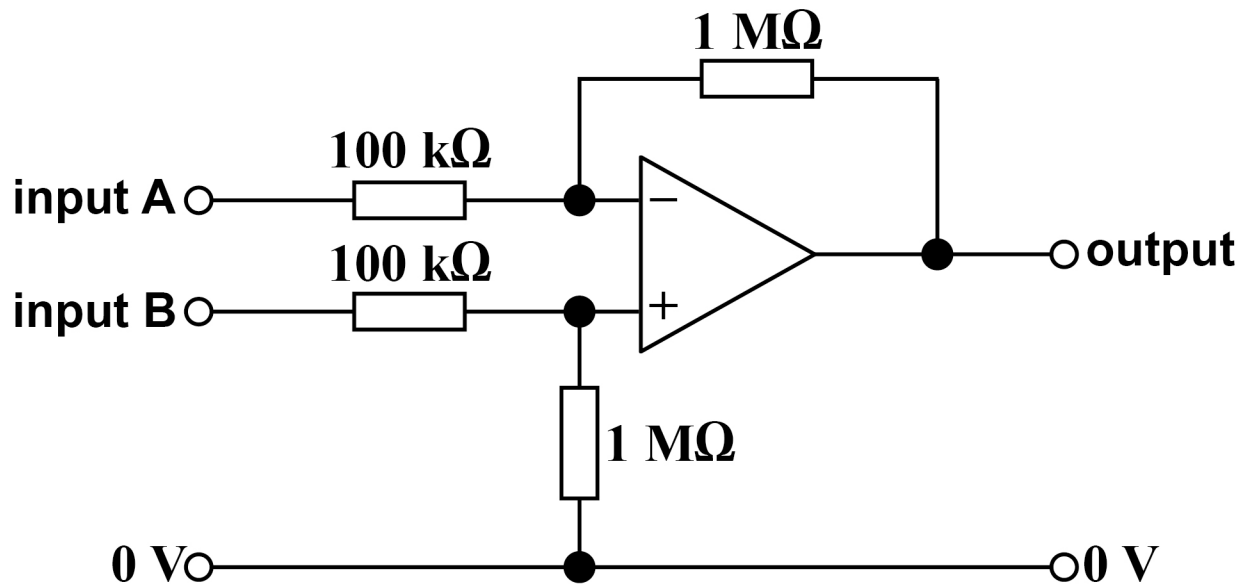 1 MΩ
100 kΩ
input A
−
100 kΩ
input B
+
output
1 MΩ
0 V
0 V